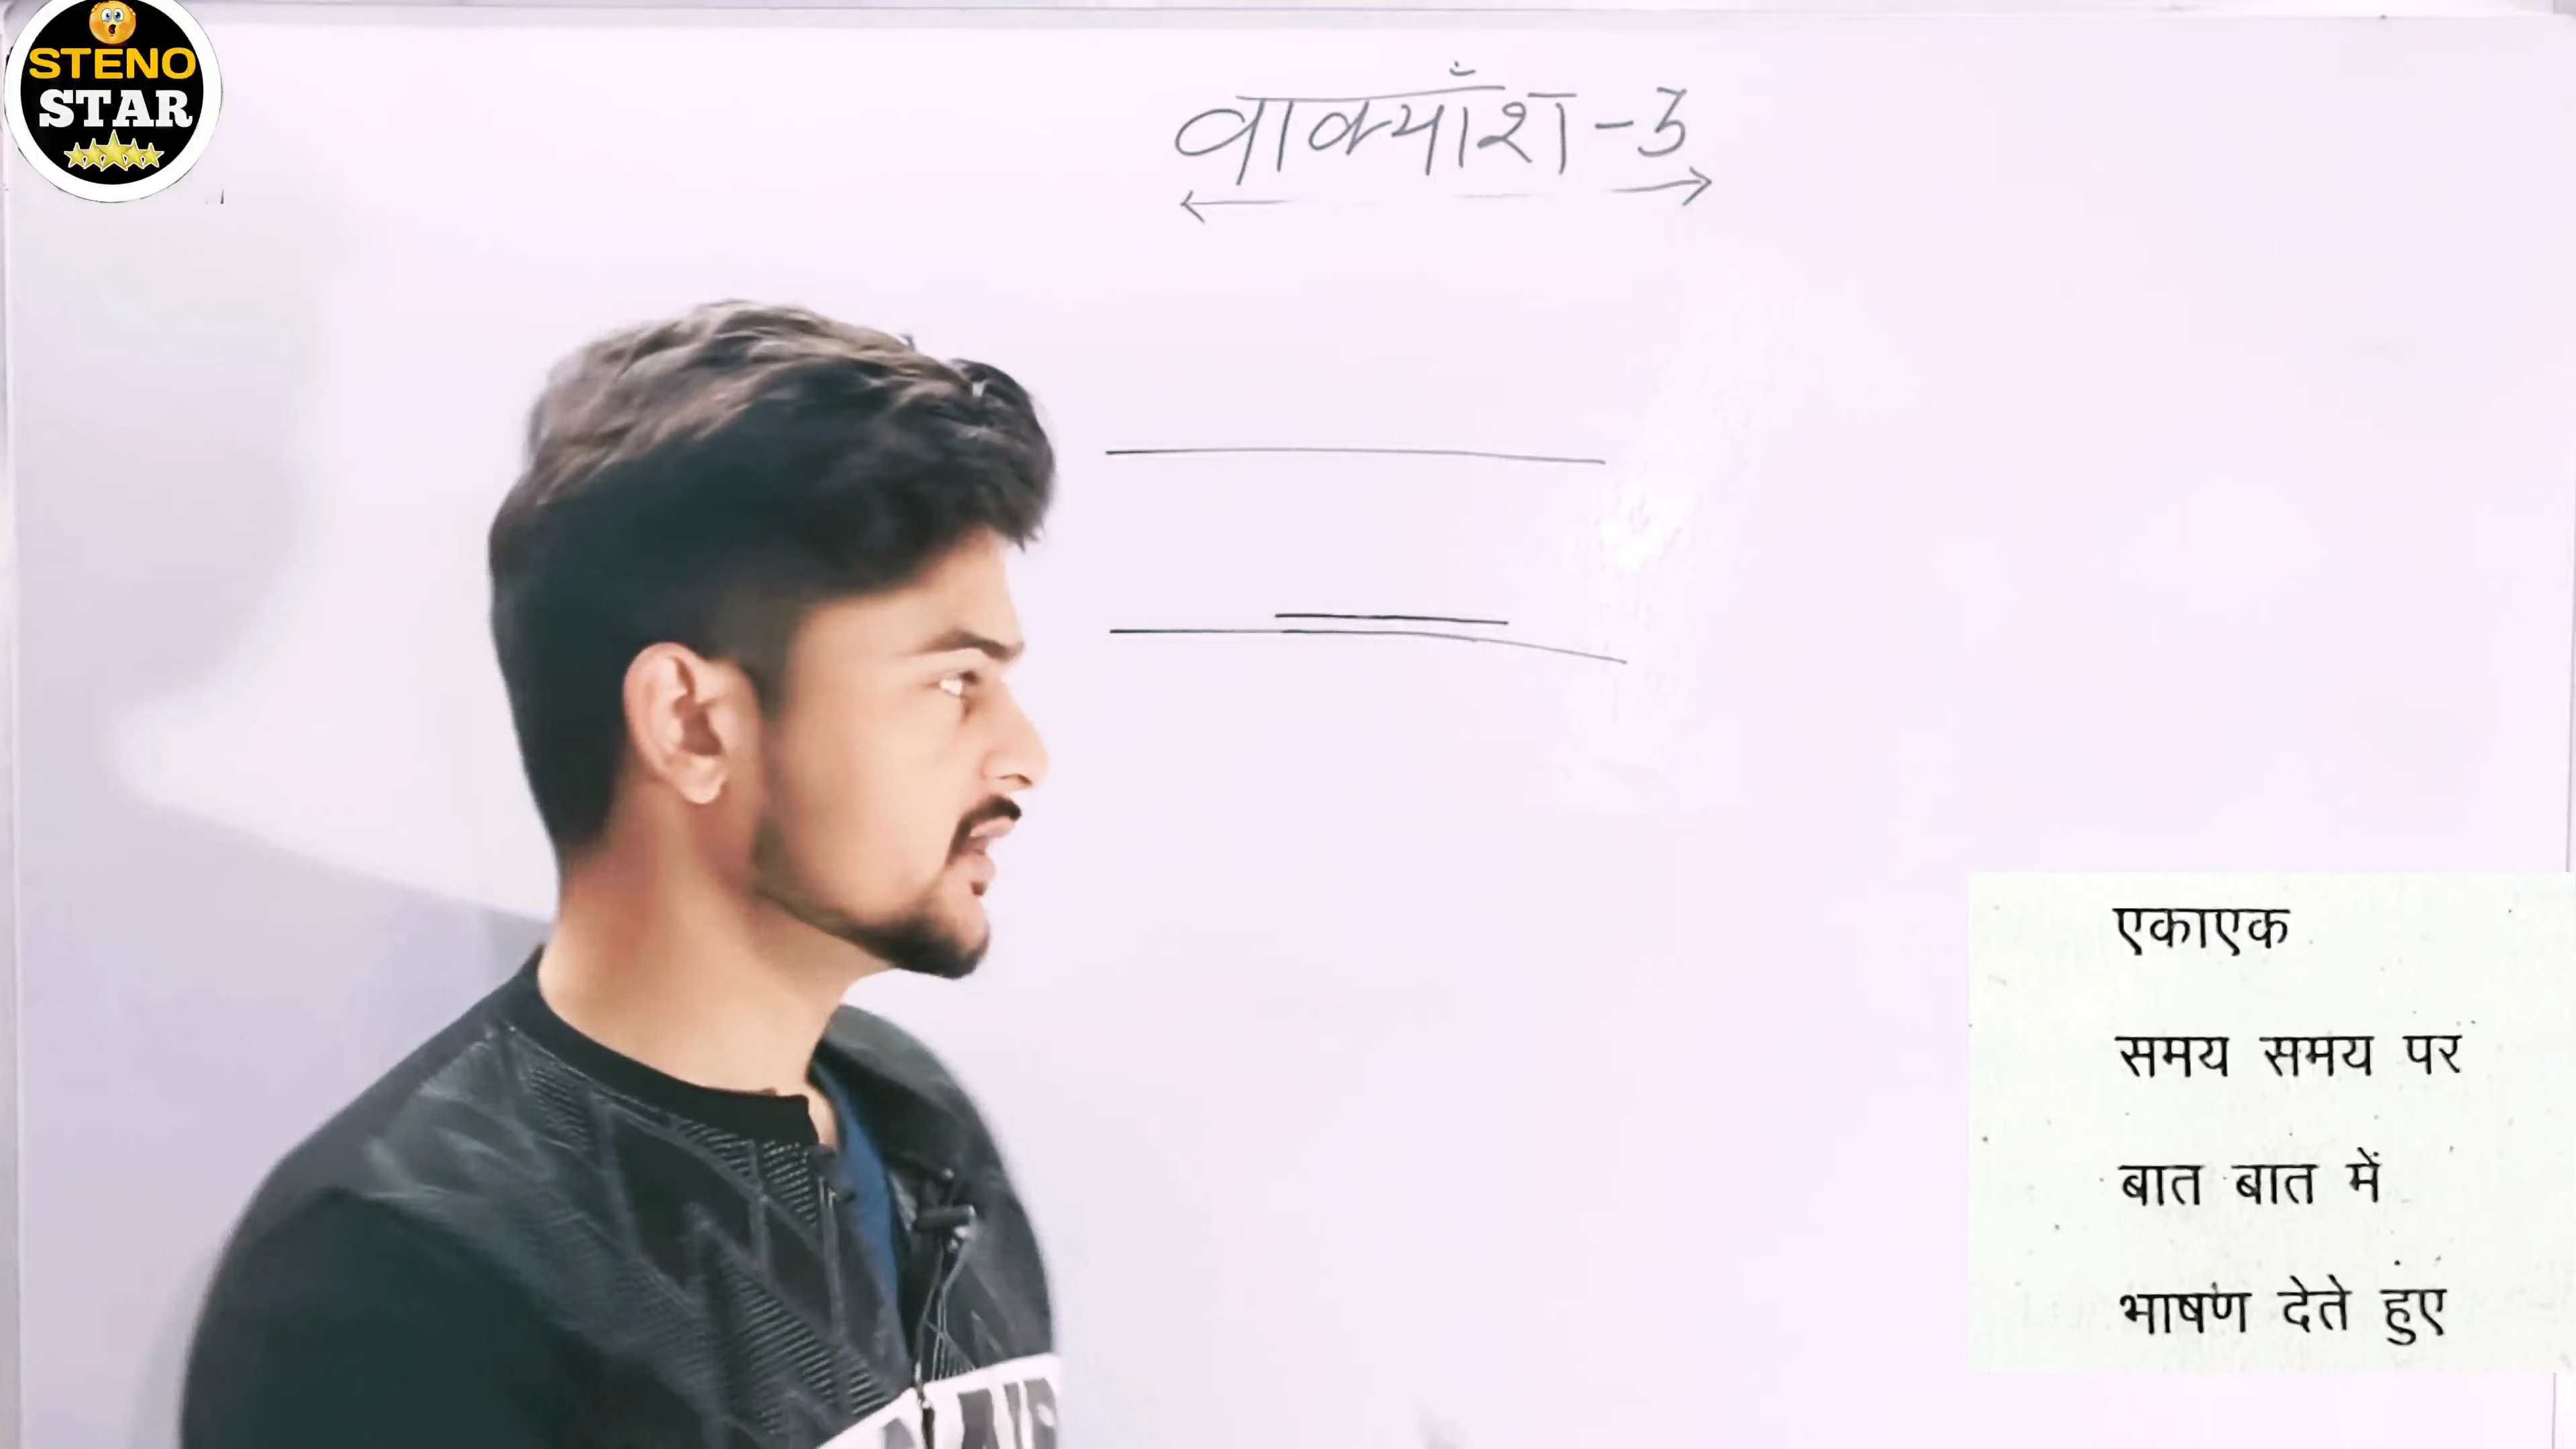 STENO
STAR
वाक्यांश-3
एकाएक
समय समय पर
बात बात में
भाषण देते हुए